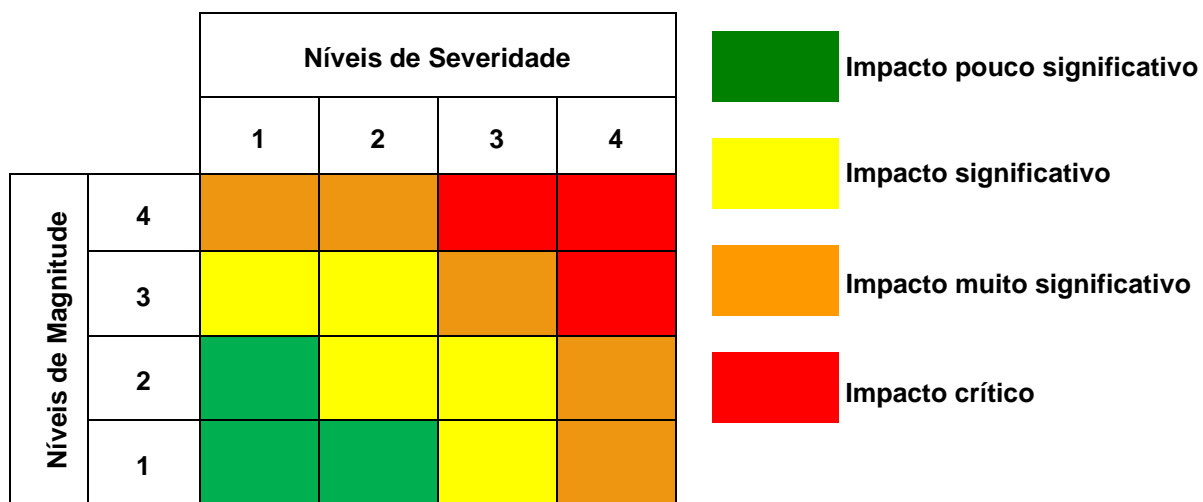 Níveis de Severidade
1 2 3 4
Níveis de Magnitude
4
3
2
1
Impacto pouco significativo
Impacto significativo
Impacto muito significativo
Impacto crítico